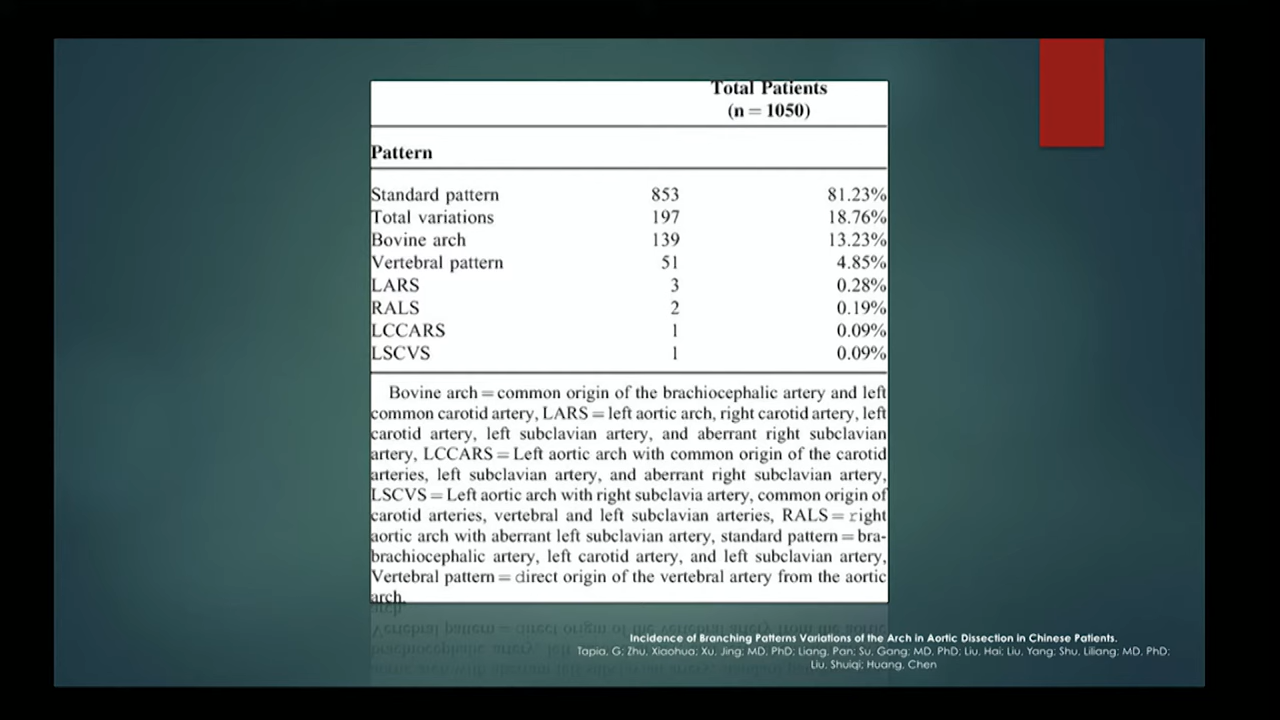 Total Patients
(n = 1050)
Pattern
Standard pattern 853 81.23%
Total variations 197 18.76%
Bovine arch 139 13.23%
Vertebral pattern 51 4.85%
LARS 3 0.28%
RALS 2 0.19%
LCCARS 1 0.09%
LSCVS 1 0.09%
Bovine arch = common origin of the brachiocephalic artery and left
common carotid artery, LARS = left aortic arch, right carotid artery, left
carotid artery, left subclavian artery, and aberrant right subclavian
artery, LCCARS = Left aortic arch with common origin of the carotid
arteries, left subclavian artery, and aberrant right subclavian artery,
LSCVS = Left aortic arch with right subclavia artery, common origin of
carotid arteries, vertebral and left subclavian arteries, RALS = right
aortic arch with aberrant left subclavian artery, standard pattern = bra-
brachiocephalic artery, left carotid artery, and left subclavian artery,
Vertebral pattern = direct origin of the vertebral artery from the aortic
arch.
Incidence of Branching Patterns Variations of the Arch in Aortic Dissection in Chinese Patients.
Tapia, G; Zhu, Xiaohua; Xu, Jing; MD, PhD; Liang, Pan; Su, Gang; MD, PhD; Liu, Hai; Liu, Yang; Shu, Liliang; MD, PhD;
Liu, Shuiqi; Huang, Chen